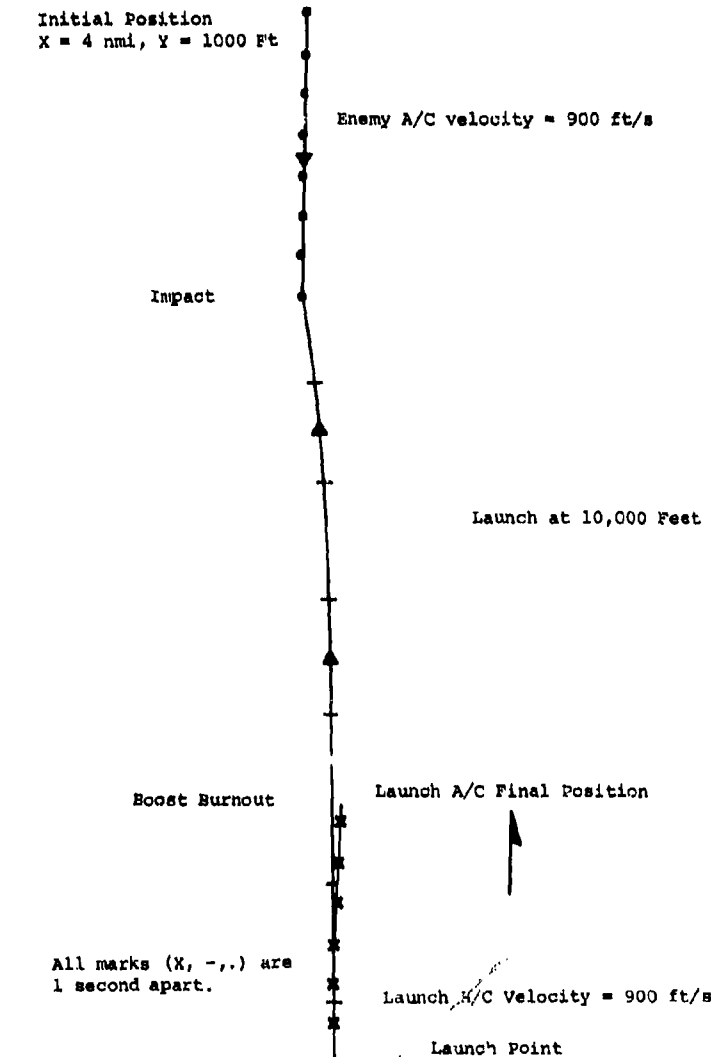 Initial Position
X = 4 nmi, Y = 1000 Ft
Enemy A/C velocity = 900 ft/s
Impact
Launch at 10,000 Feet
Launch A/C Final Position
Boost Burnout
All marks (X, -,.) are
1 second apart.
Launch A/C Velocity = 900 ft/s
Launch Point